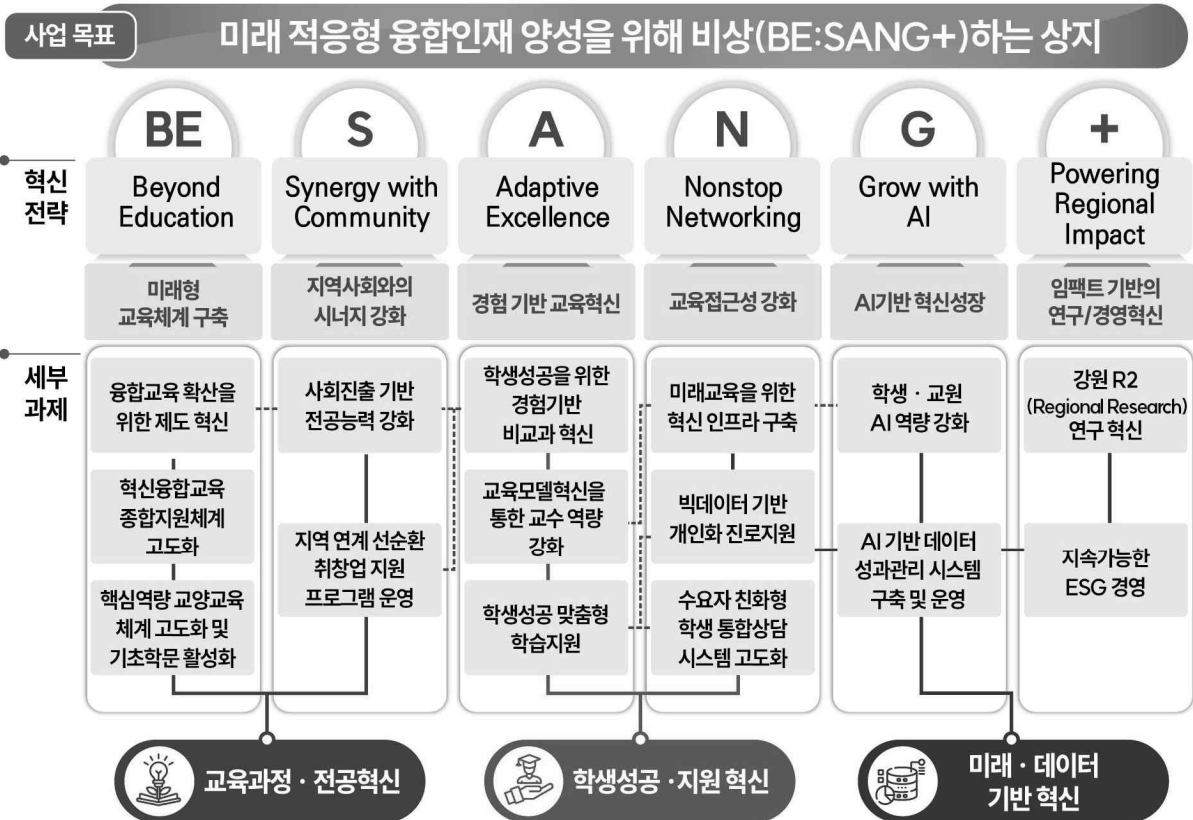 사업 목표
미래 적응형 융합인재 양성을 위해 비상(BE:SANG+)하는 상지
BE
S
A
N
G
+
혁신
전략
Beyond
Education
Synergy with
Community
Adaptive
Excellence
Nonstop
Networking
Grow with
AI
Powering
Regional
Impact
미래형
교육체계 구축
지역사회와의
시너지 강화
경험 기반 교육혁신
교육접근성 강화
AI기반 혁신성장
임팩트 기반의
연구/경영혁신
세부
과제
융합교육 확산을
위한 제도 혁신
혁신융합교육
종합지원체계
고도화
핵심역량 교양교육
체계 고도화 및
기초학문 활성화
사회진출 기반
전공능력 강화
지역 연계 선순환
취창업 지원
프로그램 운영
학생성공을 위한
경험기반
비교과 혁신
교육모델혁신을
통한 교수 역량
강화
학생성공 맞춤형
학습지원
미래교육을 위한
혁신 인프라 구축
빅데이터 기반
개인화 진로지원
수요자 친화형
학생 통합상담
시스템 고도화
학생 · 교원
AI 역량 강화
AI 기반 데이터
성과관리 시스템
구축 및 운영
강원 R2
(Regional Research)
연구 혁신
지속가능한
ESG 경영
교육과정 · 전공혁신
학생성공 · 지원 혁신
미래 · 데이터
기반 혁신